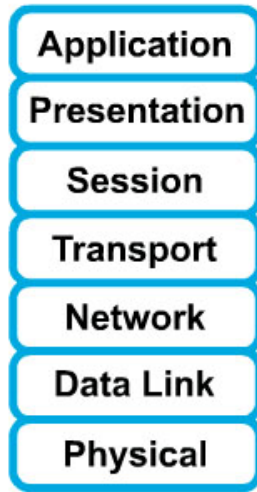 Application
Presentation
Session
Transport
Network
Data Link
Physical